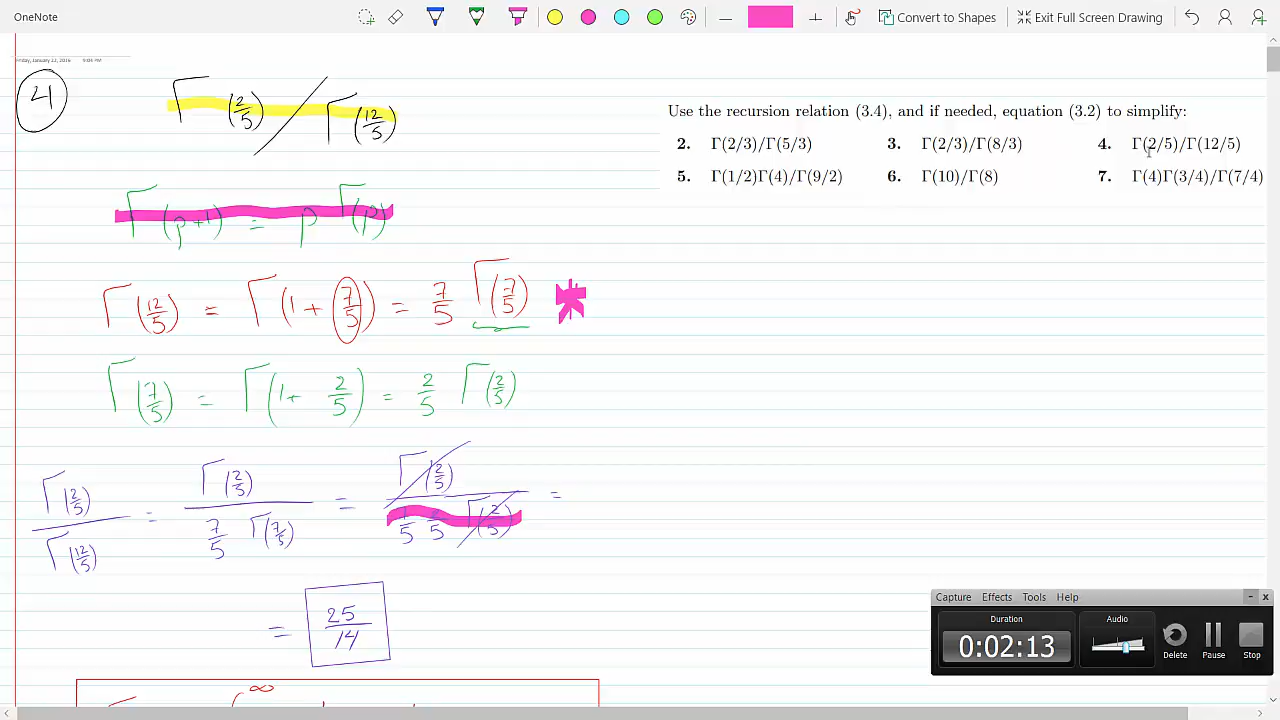 OneNote
Convert to Shapes
Exit Full Screen Drawing
Friday, January 22, 2016
4
Γ(2/5) / Γ(12/5)
Use the recursion relation (3.4), and if needed, equation (3.2) to simplify:
2. Γ(2/3)/Γ(5/3) 3. Γ(2/3)/Γ(8/3) 4. Γ(2/5)/Γ(12/5)
5. Γ(1/2)Γ(4)/Γ(9/2) 6. Γ(10)/Γ(8) 7. Γ(4)Γ(3/4)/Γ(7/4)
Γ(p+1) = p Γ(p)
Γ(12/5) = Γ(1 + 7/5) = 7/5 Γ(7/5)
Γ(7/5) = Γ(1 + 2/5) = 2/5 Γ(2/5)
Γ(2/5) / Γ(12/5) = Γ(2/5) / 7/5 Γ(7/5) = Γ(2/5) / 7/5 2/5 Γ(2/5) =
= 25/14
∞
Capture Effects Tools Help
Duration
0:02:13
Audio
Delete
Pause
Stop